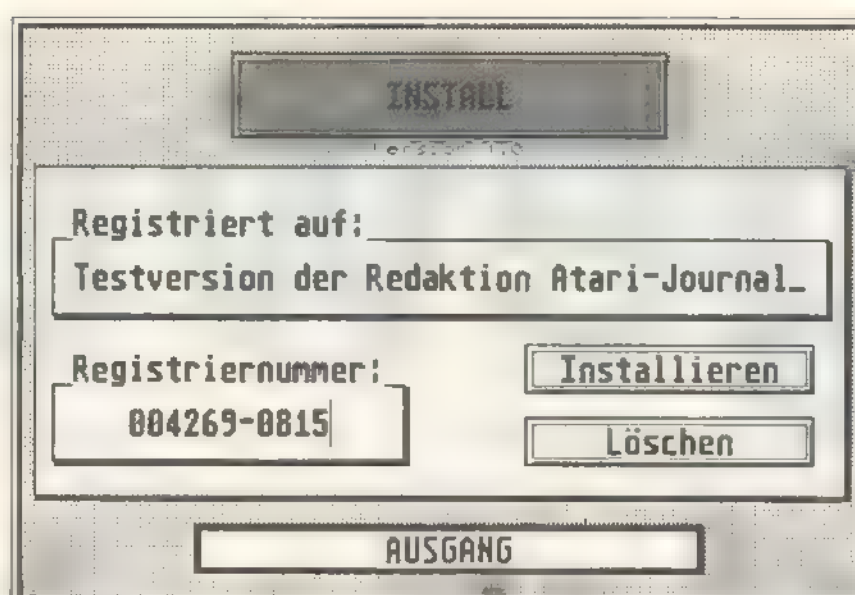 INSTALL
Registriert auf:
Testversion der Redaktion Atari-Journal_
Registriernummer:
004269-0815
Installieren
Löschen
AUSGANG